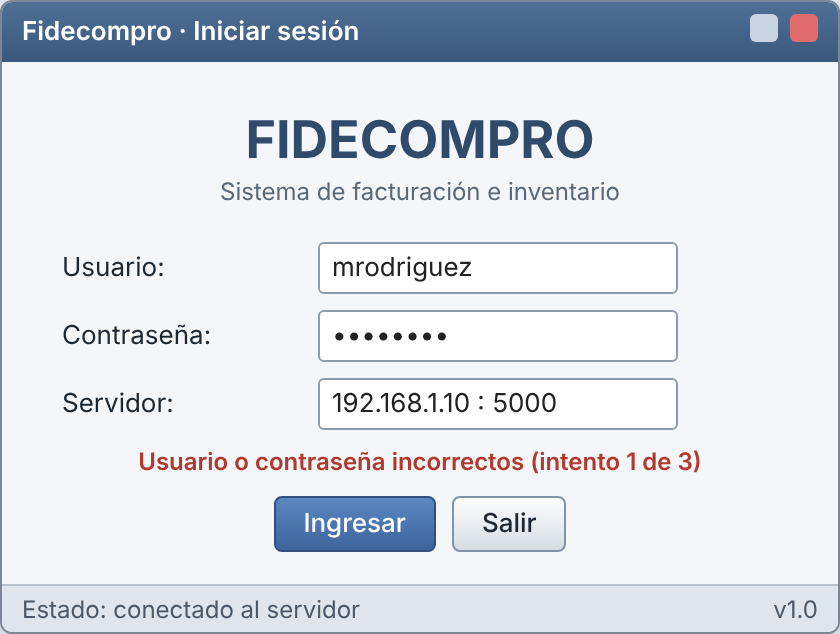 Fidecompro · Iniciar sesión
FIDECOMPRO
Sistema de facturación e inventario
Usuario: mrodriguez
Contraseña: ••••••••
Servidor: 192.168.1.10 : 5000
Usuario o contraseña incorrectos (intento 1 de 3)
Ingresar Salir
Estado: conectado al servidor v1.0